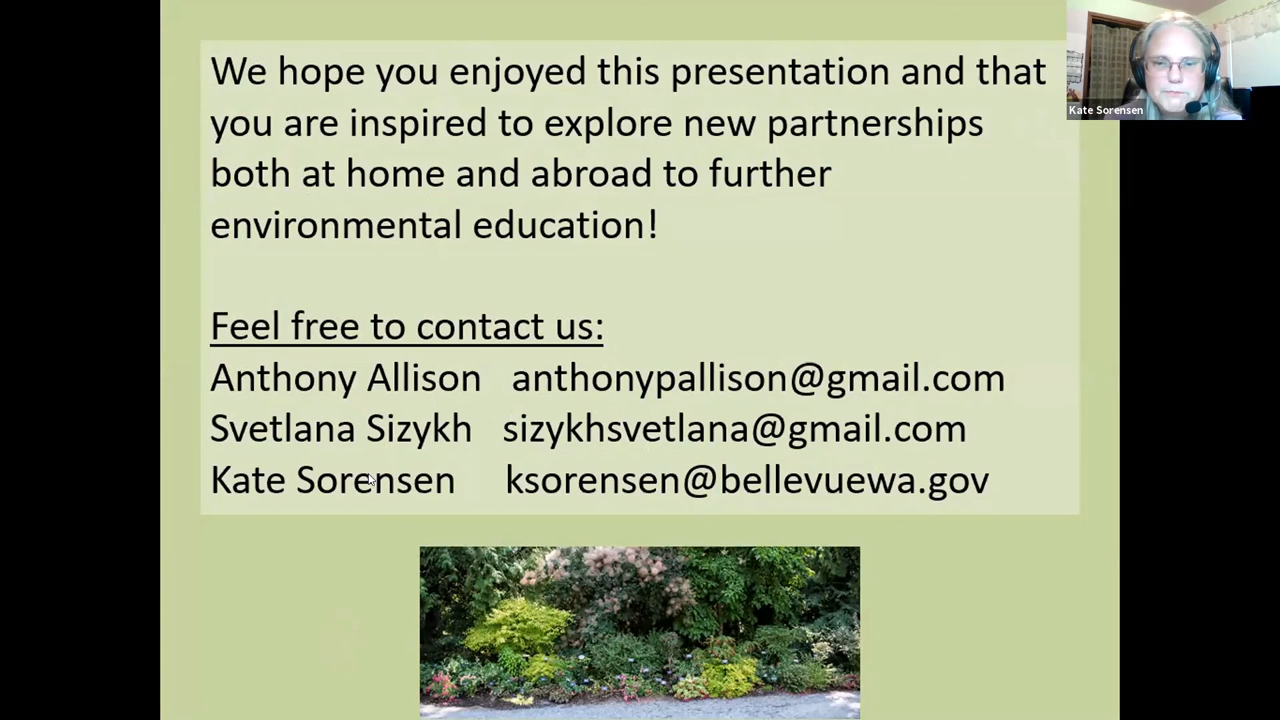 We hope you enjoyed this presentation and that
you are inspired to explore new partnerships
both at home and abroad to further
environmental education!
Feel free to contact us:
Anthony Allison anthonypallison@gmail.com
Svetlana Sizykh sizykhsvetlana@gmail.com
Kate Sorensen ksorensen@bellevuewa.gov
Kate Sorensen